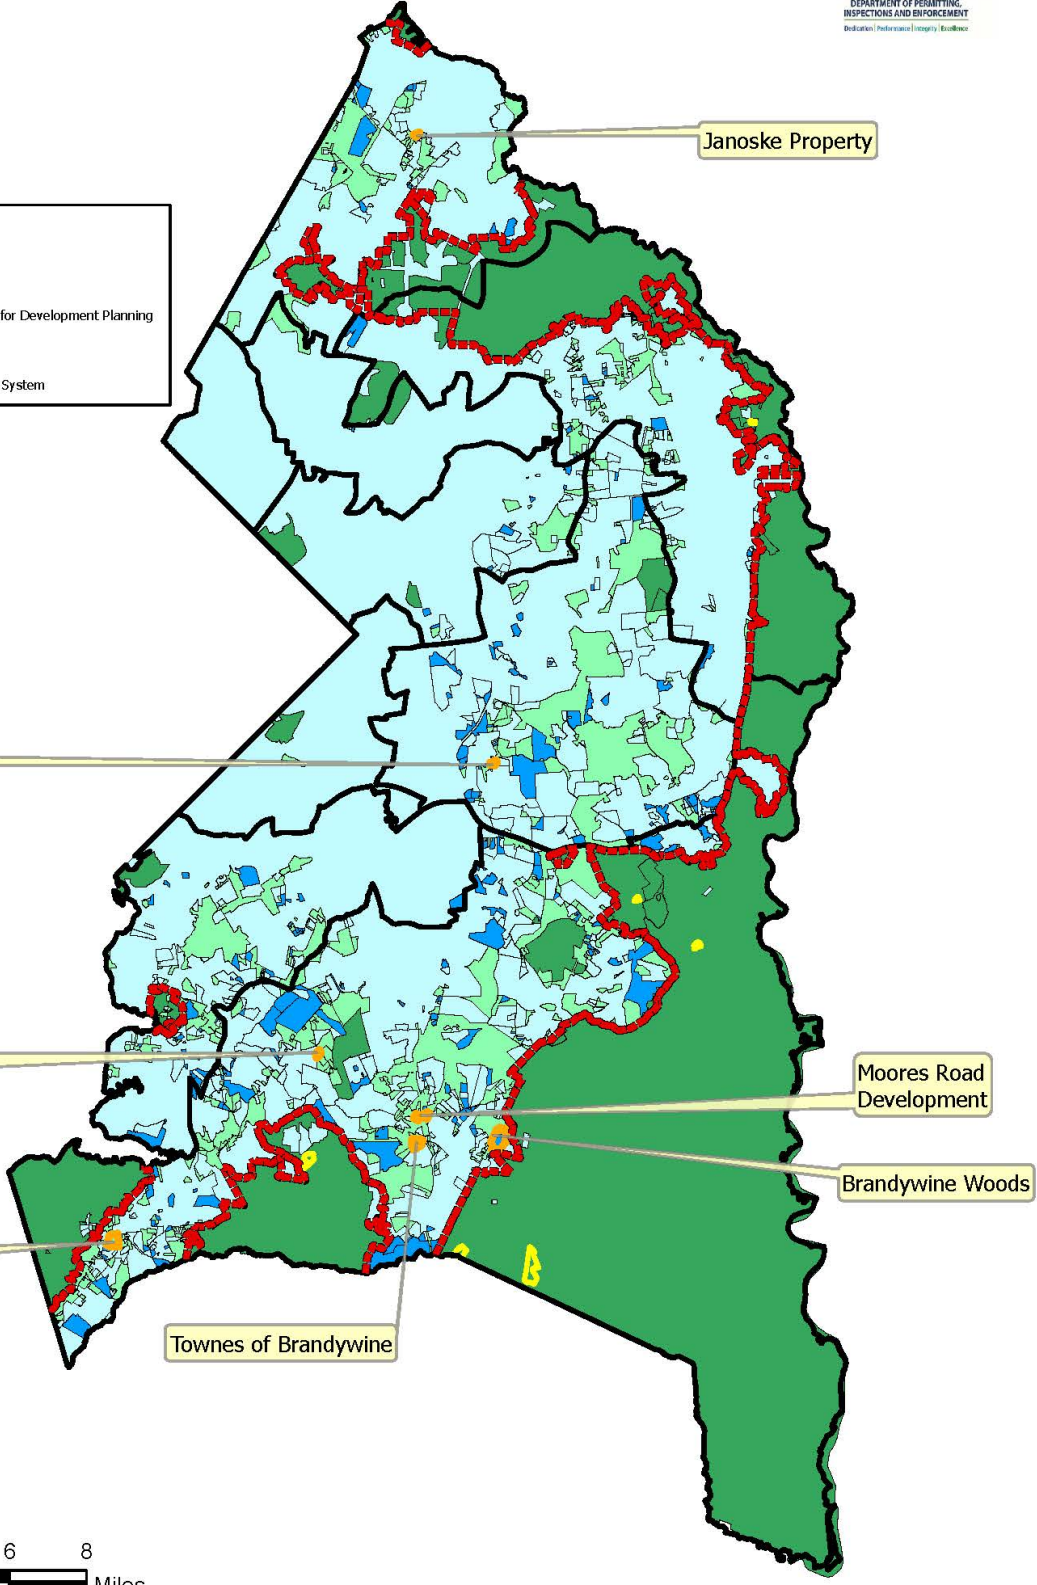 DEPARTMENT OF PERMITTING,
INSPECTIONS AND ENFORCEMENT
Dedication | Performance | Integrity | Excellence
Janoske Property
for Development Planning
System
Moores Road
Development
Brandywine Woods
Townes of Brandywine
6 8
Miles